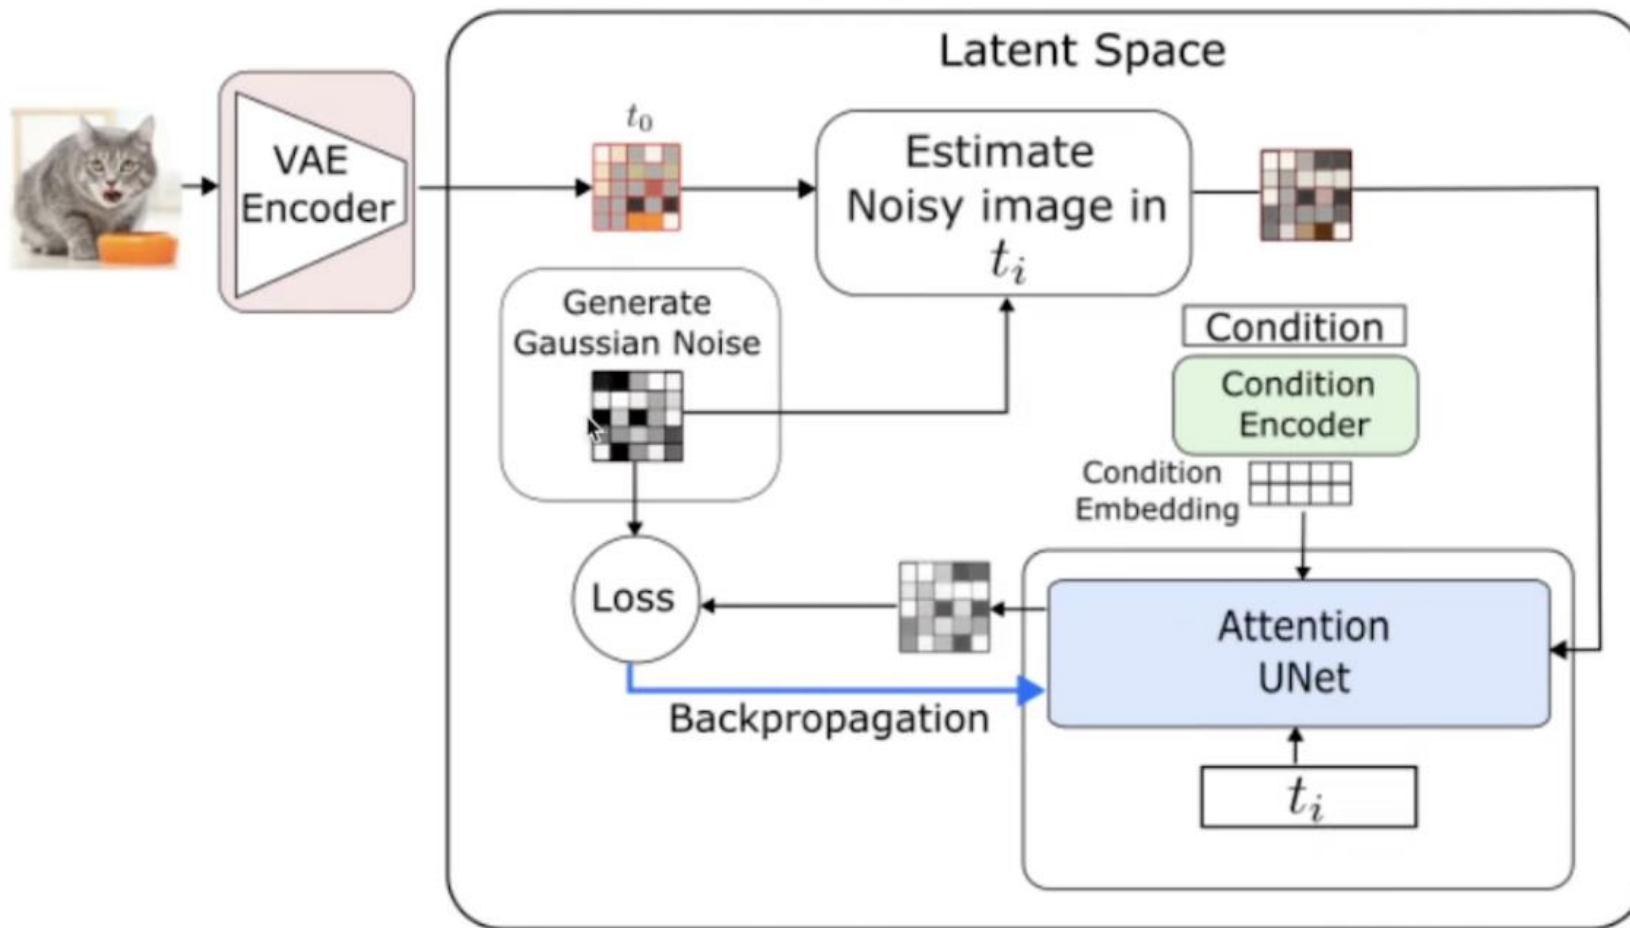 Latent Space
VAE
Encoder
t₀
Estimate
Noisy image in
tᵢ
Generate
Gaussian Noise
Condition
Condition
Encoder
Condition
Embedding
Loss
Attention
UNet
Backpropagation
tᵢ